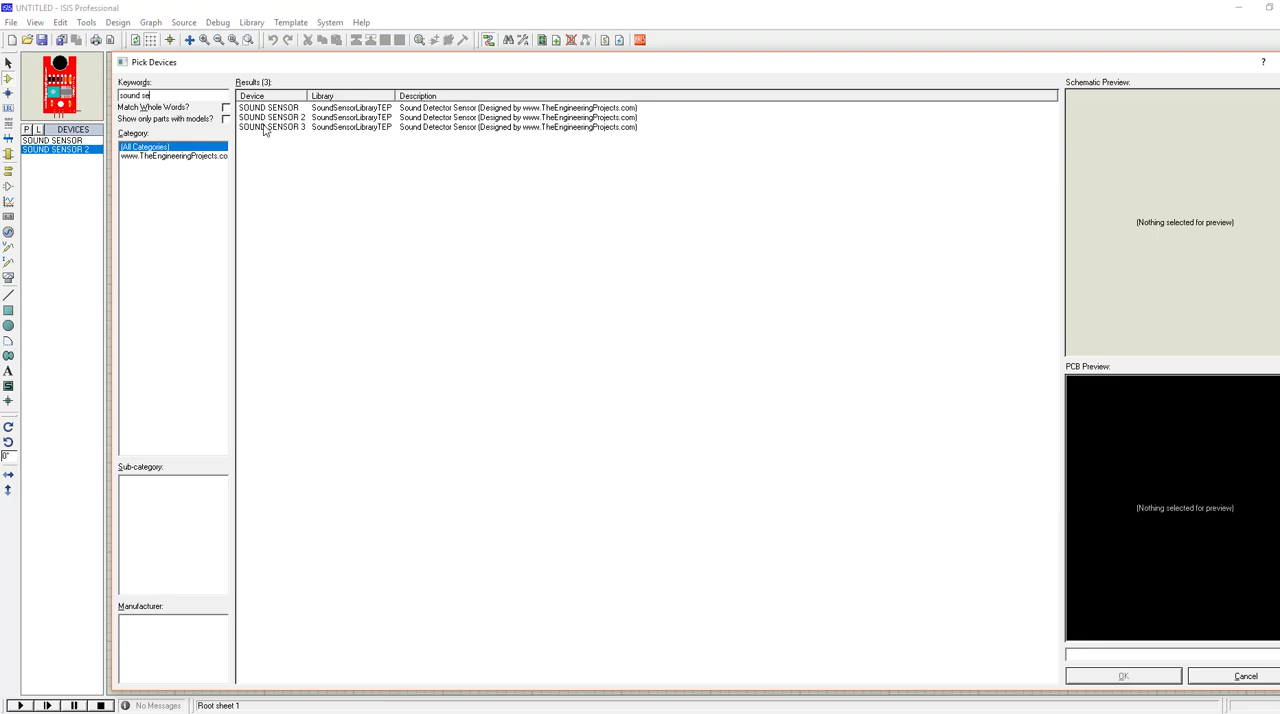 UNTITLED - ISIS Professional
File View Edit Tools Design Graph Source Debug Library Template System Help
Pick Devices
?
Keywords:
sound se
Match Whole Words?
Show only parts with models?
Category:
(All Categories)
www.TheEngineeringProjects.co
Sub-category:
Manufacturer:
Results (3):
Device Library Description
SOUND SENSOR SoundSensorLibraryTEP Sound Detector Sensor (Designed by www.TheEngineeringProjects.com)
SOUND SENSOR 2 SoundSensorLibraryTEP Sound Detector Sensor (Designed by www.TheEngineeringProjects.com)
SOUND SENSOR 3 SoundSensorLibraryTEP Sound Detector Sensor (Designed by www.TheEngineeringProjects.com)
Schematic Preview:
(Nothing selected for preview)
PCB Preview:
(Nothing selected for preview)
OK Cancel
P L DEVICES
SOUND SENSOR
SOUND SENSOR 2
0°
No Messages Root sheet 1